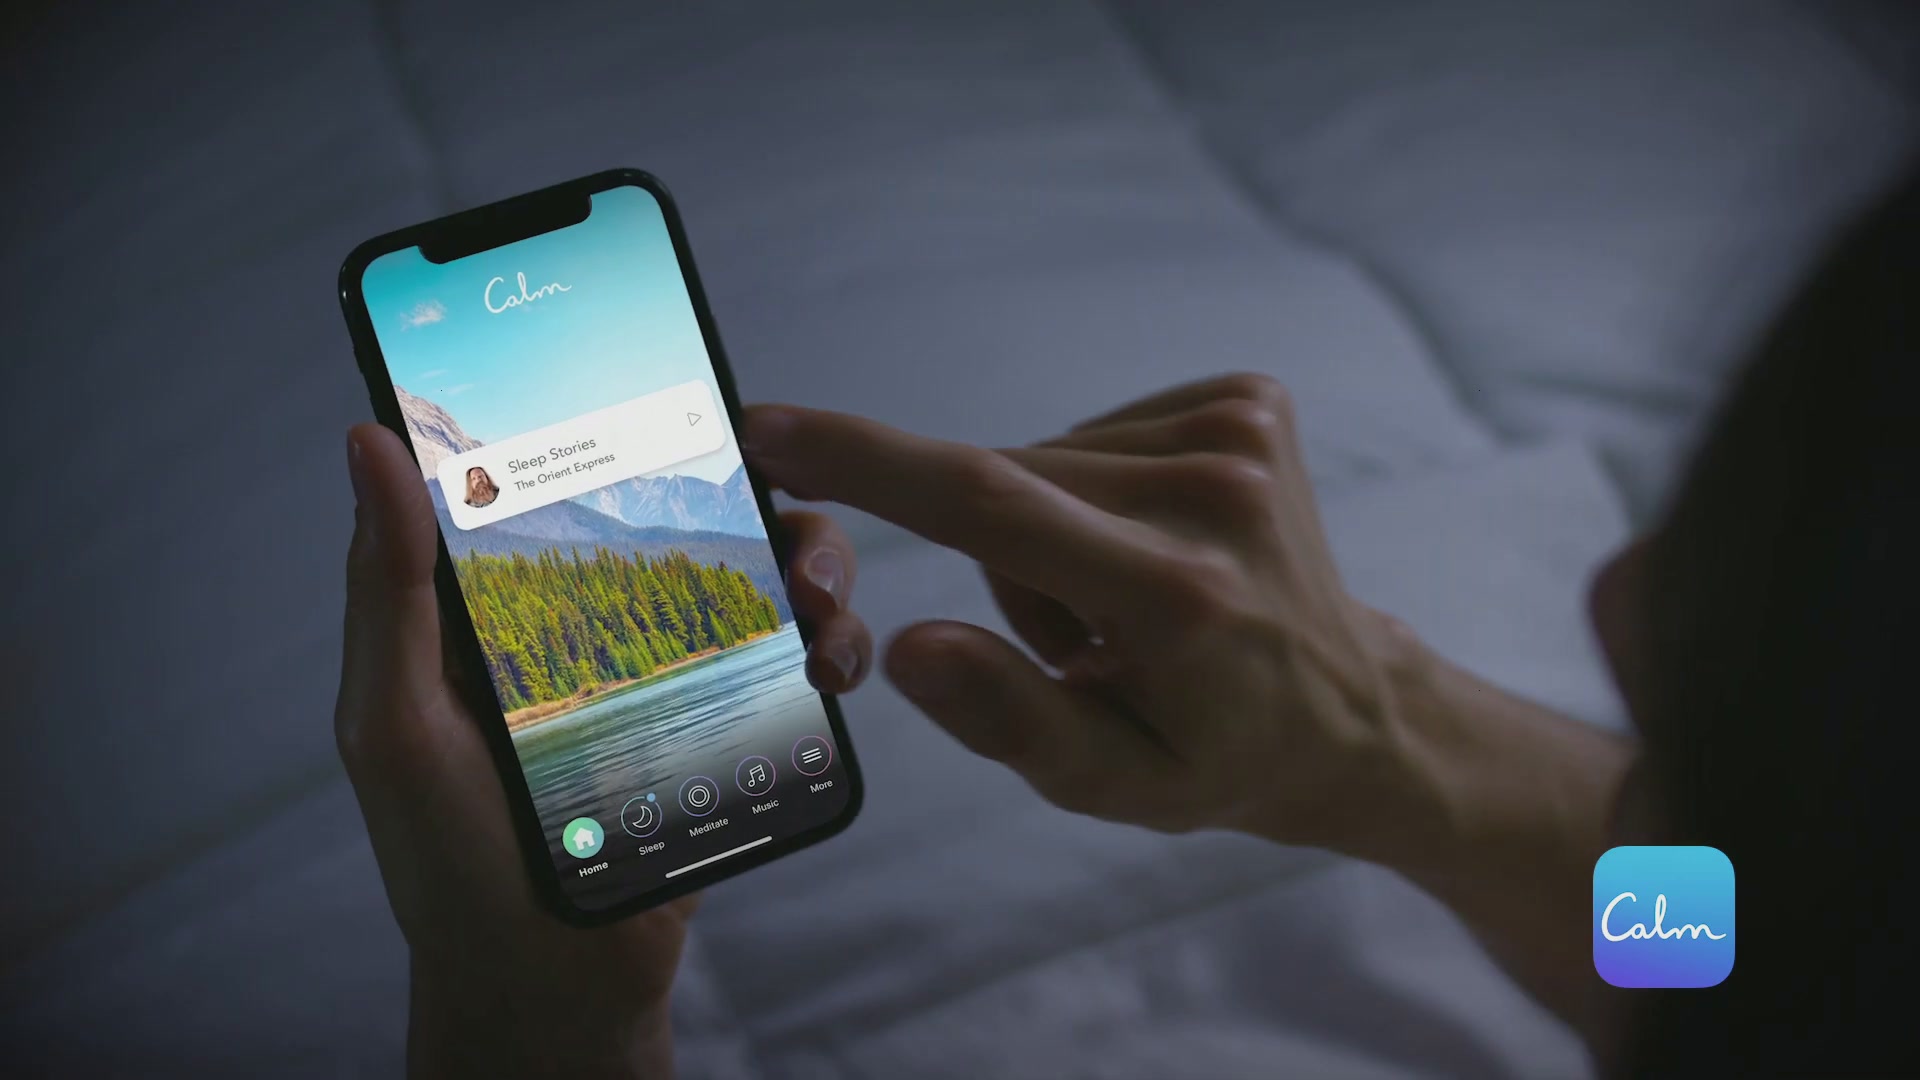 Calm
Sleep Stories
The Orient Express
Home
Sleep
Meditate
Music
More
Calm